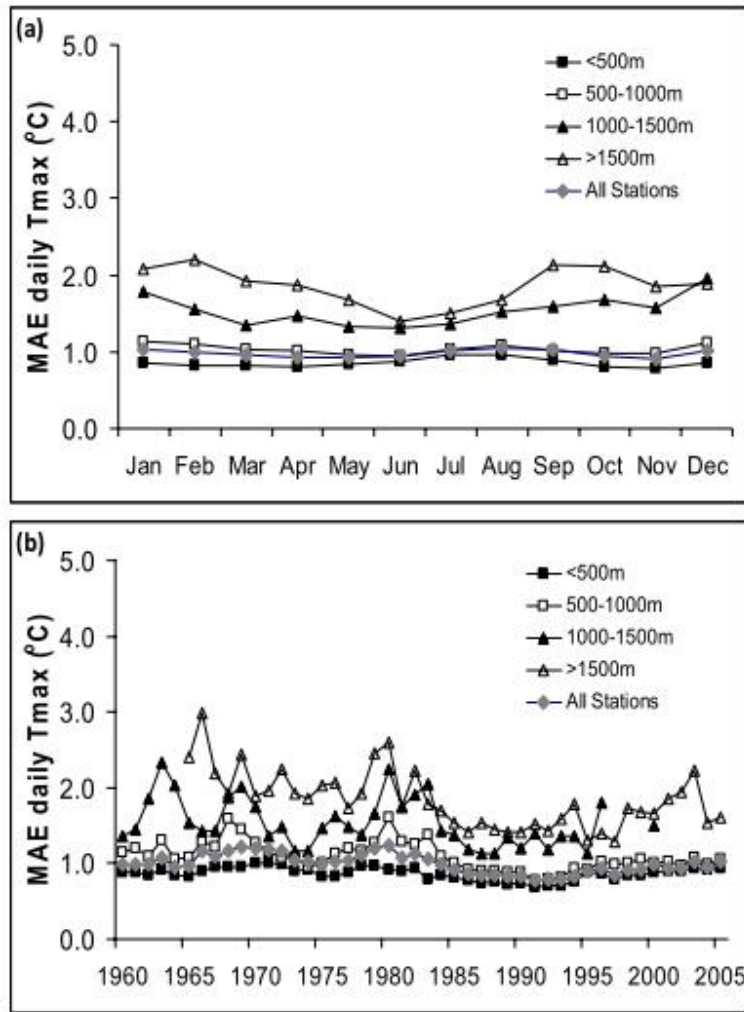 (a)
5.0
4.0
3.0
2.0
1.0
0.0
MAE daily Tmax (⁰C)
<500m
500-1000m
1000-1500m
>1500m
All Stations
Jan Feb Mar Apr May Jun Jul Aug Sep Oct Nov Dec
(b)
5.0
4.0
3.0
2.0
1.0
0.0
MAE daily Tmax (⁰C)
<500m
500-1000m
1000-1500m
>1500m
All Stations
1960 1965 1970 1975 1980 1985 1990 1995 2000 2005